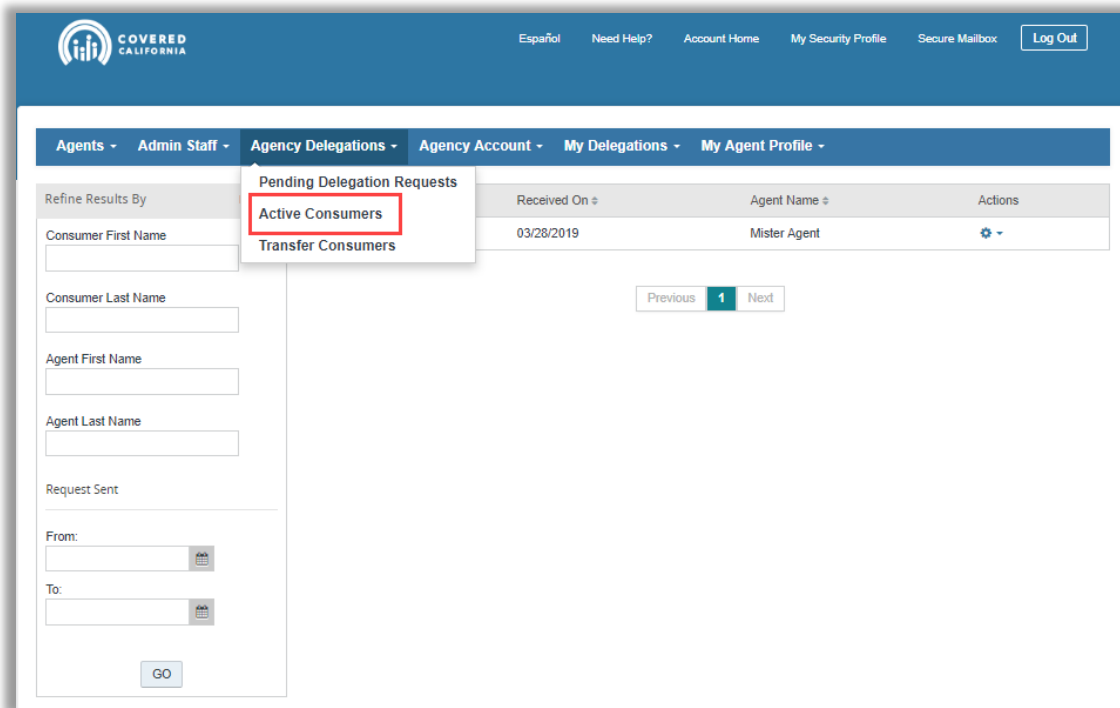 COVERED
CALIFORNIA
Español Need Help? Account Home My Security Profile Secure Mailbox Log Out
Agents Admin Staff Agency Delegations Agency Account My Delegations My Agent Profile
Pending Delegation Requests
Active Consumers
Transfer Consumers
Refine Results By
Received On Agent Name Actions
03/28/2019 Mister Agent
Consumer First Name
Consumer Last Name
Previous 1 Next
Agent First Name
Agent Last Name
Request Sent
From:
To:
GO